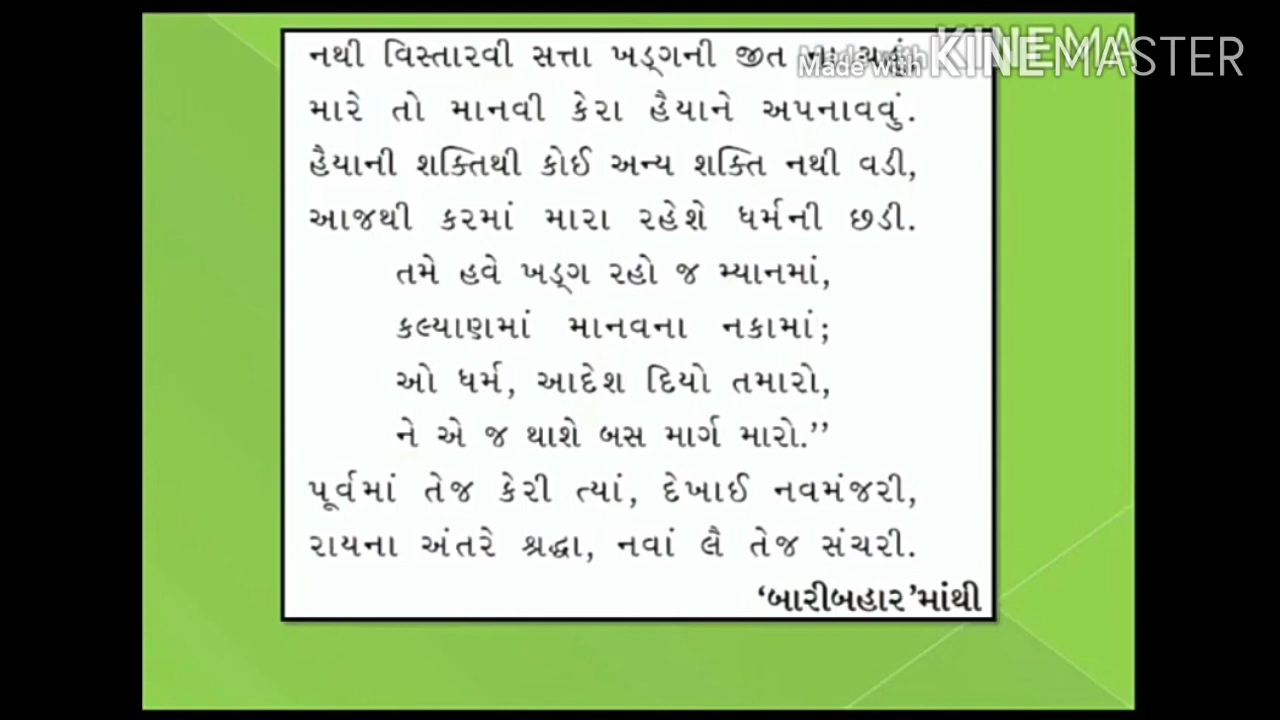 નથી વિસ્તારવી સત્તા ખડ્ગની જીત ના ચહું
Made with KINEMASTER
મારે તો માનવી કેરા હૈયાને અપનાવવું.
હૈયાની શક્તિથી કોઈ અન્ય શક્તિ નથી વડી,
આજથી કરમાં મારા રહેશે ધર્મની છડી.
તમે હવે ખડ્ગ રહો જ મ્યાનમાં,
કલ્યાણમાં માનવના નકામાં;
ઓ ધર્મ, આદેશ દિયો તમારો,
ને એ જ થાશે બસ માર્ગ મારો.’’
પૂર્વમાં તેજ કેરી ત્યાં, દેખાઈ નવમંજરી,
રાયના અંતરે શ્રદ્ધા, નવાં લૈ તેજ સંચરી.
‘બારીબહાર’માંથી